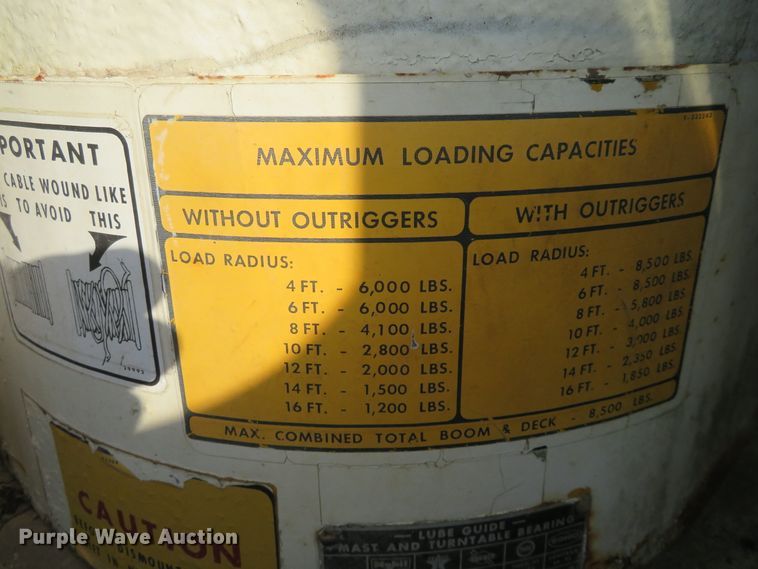 PORTANT
CABLE WOUND LIKE
TO AVOID THIS
MAXIMUM LOADING CAPACITIES
WITHOUT OUTRIGGERS
LOAD RADIUS:
4 FT. - 6,000 LBS.
6 FT. - 6,000 LBS.
8 FT. - 4,100 LBS.
10 FT. - 2,800 LBS.
12 FT. - 2,000 LBS.
14 FT. - 1,500 LBS.
16 FT. - 1,200 LBS.
WITH OUTRIGGERS
LOAD RADIUS:
4 FT. - 8,500 LBS.
6 FT. - 8,500 LBS.
8 FT. - 5,800 LBS.
10 FT. - 4,000 LBS.
12 FT. - 3,000 LBS.
14 FT. - 2,350 LBS.
16 FT. - 1,850 LBS.
MAX. COMBINED TOTAL BOOM & DECK - 8,500 LBS.
CAUTION
LUBE GUIDE
MAST AND TURNTABLE BEARING
Purple Wave Auction